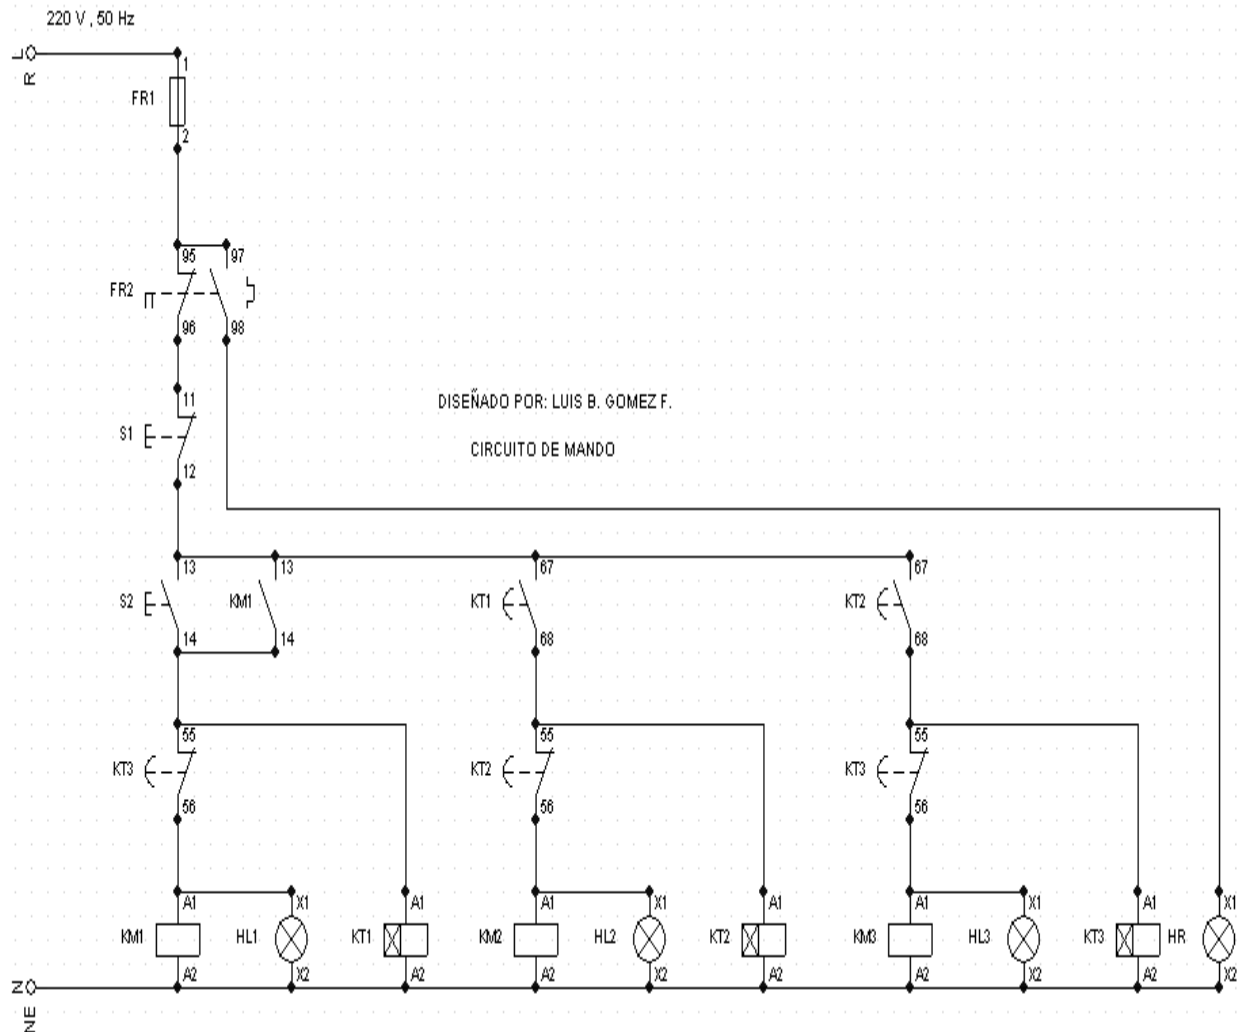 220 V , 50 Hz
L
R
1
FR1
2
95 97
FR2
96 98
11
DISEÑADO POR: LUIS B. GOMEZ F.
S1
CIRCUITO DE MANDO
12
13 13 67 67
S2 KM1 KT1 KT2
14 14 68 68
55 55 55
KT3 KT2 KT3
56 56 56
A1 X1 A1 A1 X1 A1 A1 X1 A1 X1
KM1 HL1 KT1 KM2 HL2 KT2 KM3 HL3 KT3 HR
A2 X2 A2 A2 X2 A2 A2 X2 A2 X2
N
NE